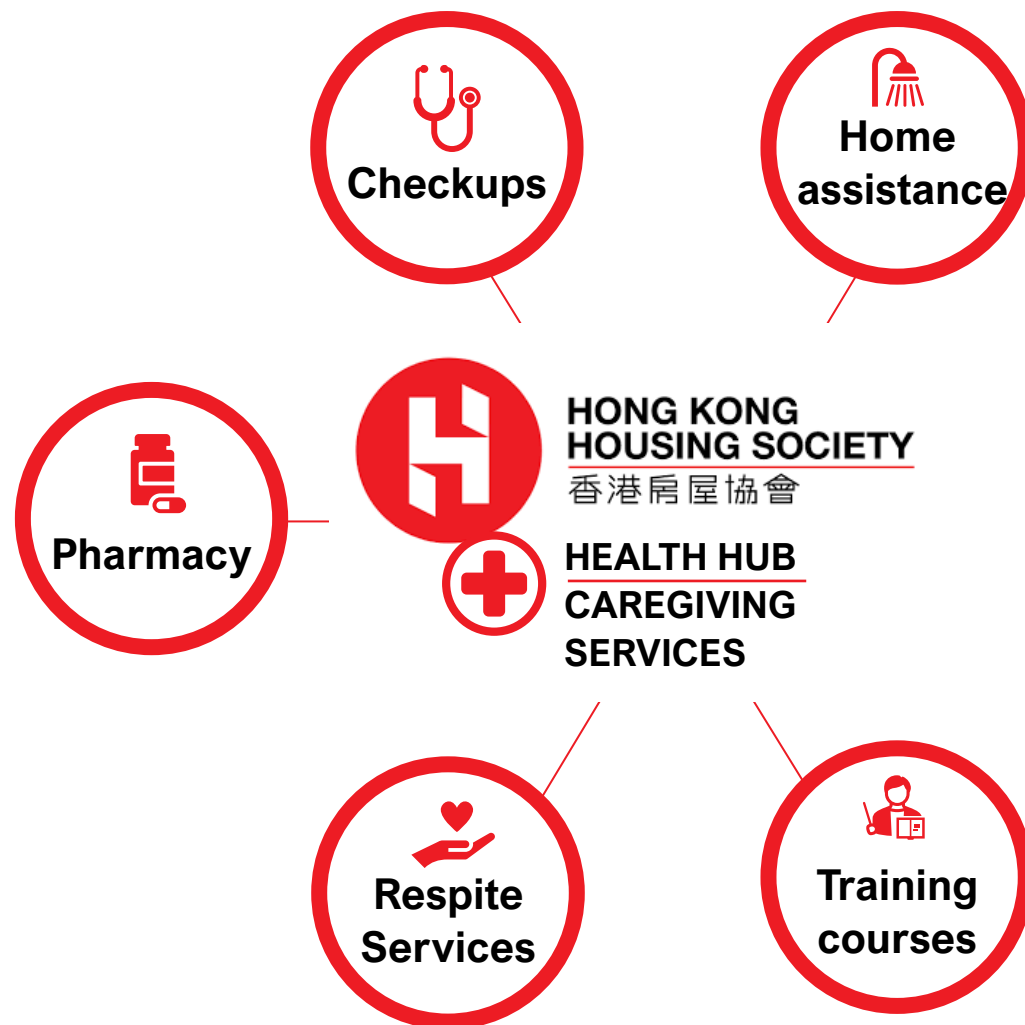 Checkups
Home
assistance
HONG KONG
HOUSING SOCIETY
香港房屋協會
Pharmacy
HEALTH HUB
CAREGIVING
SERVICES
Respite
Services
Training
courses